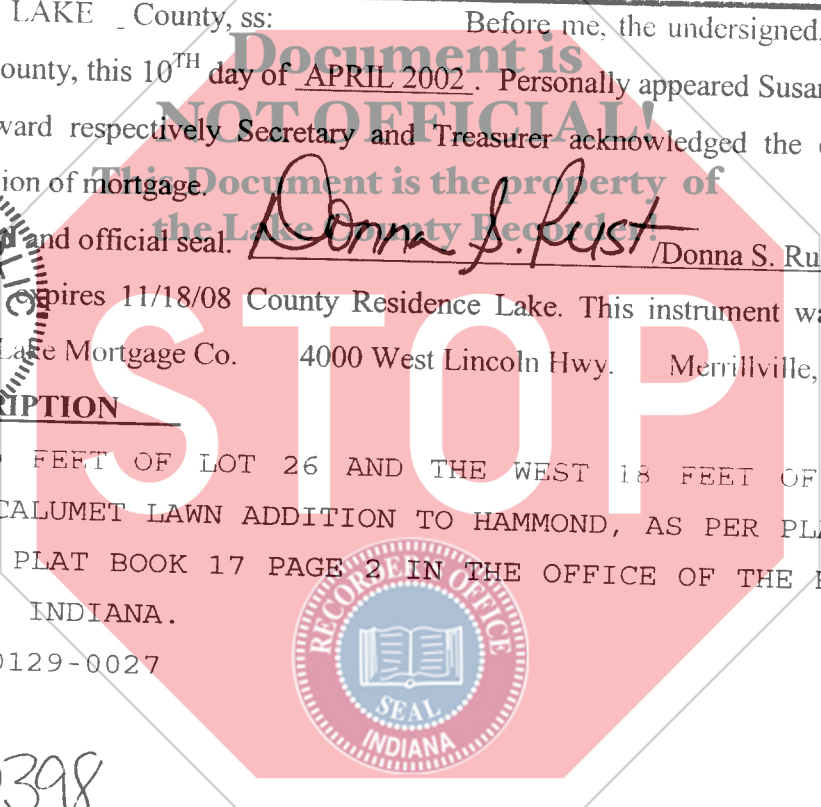 LAKE County, ss: Before me, the undersigned,
ounty, this 10TH day of APRIL 2002. Personally appeared Susan
ward respectively Secretary and Treasurer acknowledged the
ion of mortgage.
and official seal. Donna S. Rust /Donna S. Ru
expires 11/18/08 County Residence Lake. This instrument wa
Lake Mortgage Co. 4000 West Lincoln Hwy. Merrillville,
RIPTION
FEET OF LOT 26 AND THE WEST 18 FEET OF
CALUMET LAWN ADDITION TO HAMMOND, AS PER PLA
PLAT BOOK 17 PAGE 2 IN THE OFFICE OF THE
INDIANA.
0129-0027
398
Document is
NOT OFFICIAL!
This Document is the property of
the Lake County Recorder!
STOP
LIC
RECORDER'S OFFICE
SEAL
INDIANA